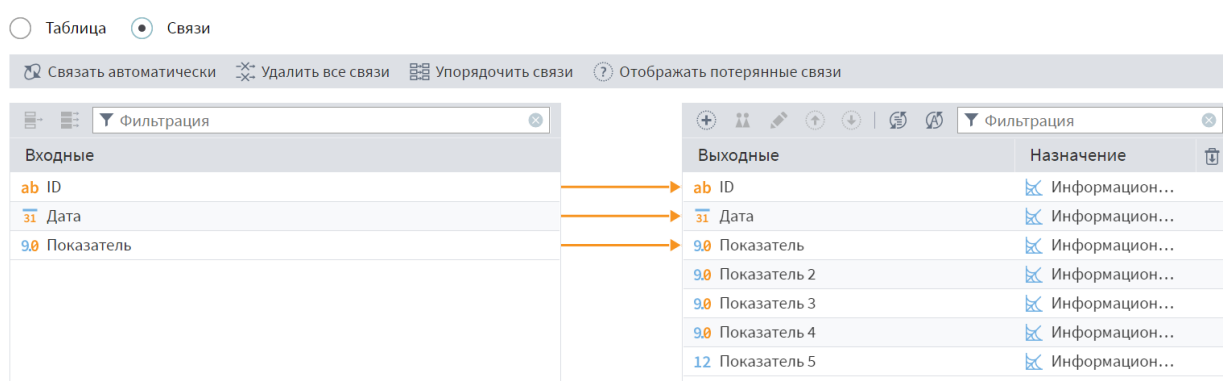 Таблица Связи
Связать автоматически Удалить все связи Упорядочить связи ? Отображать потерянные связи
Фильтрация Фильтрация
Входные Выходные Назначение
ab ID ab ID Информацион...
31 Дата 31 Дата Информацион...
9.0 Показатель 9.0 Показатель Информацион...
9.0 Показатель 2 Информацион...
9.0 Показатель 3 Информацион...
9.0 Показатель 4 Информацион...
12 Показатель 5 Информацион...